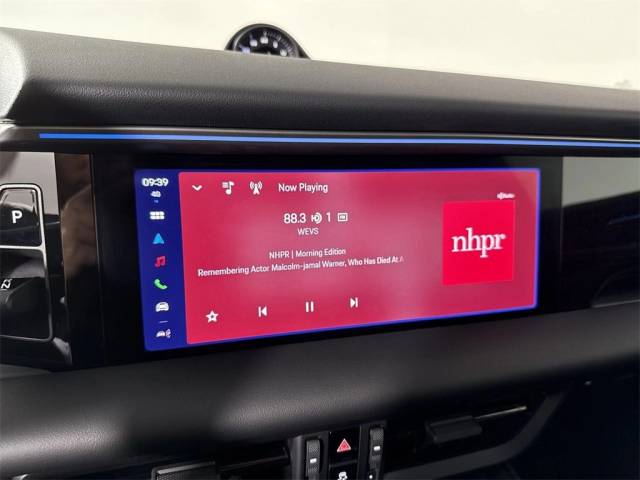 09:39
4G
Now Playing
88.3 1
WEVS
NHPR | Morning Edition
Remembering Actor Malcolm-jamal Warner, Who Has Died At A
nhpr
P